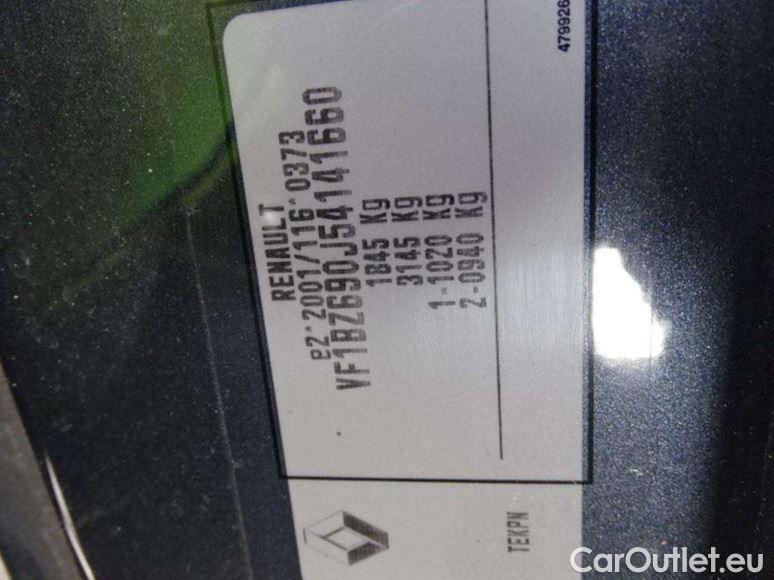 RENAULT
e2*2001/116*0373
VF1BZ690J54141660
1845 Kg
3145 Kg
1-1020 Kg
2-0940 Kg
479926
TEKPN
CarOutlet.eu